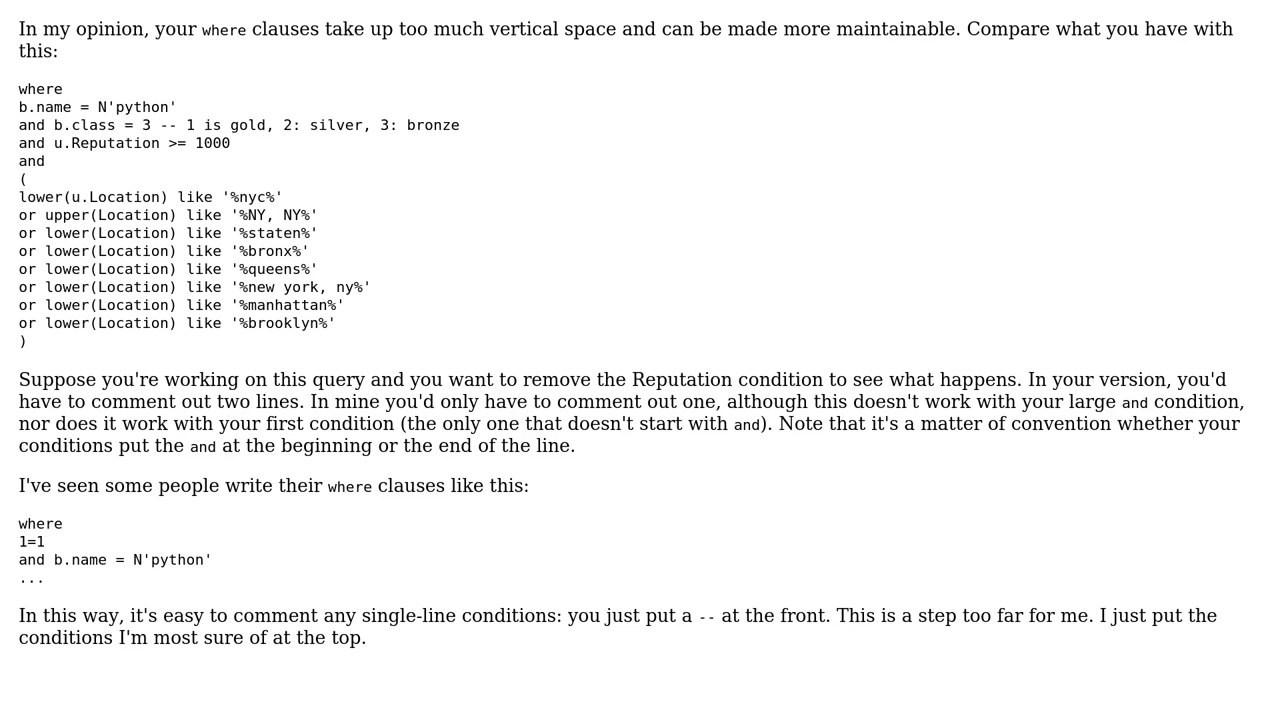 In my opinion, your where clauses take up too much vertical space and can be made more maintainable. Compare what you have with
this:
where
b.name = N'python'
and b.class = 3 -- 1 is gold, 2: silver, 3: bronze
and u.Reputation >= 1000
and
(
lower(u.Location) like '%nyc%'
or upper(Location) like '%NY, NY%'
or lower(Location) like '%staten%'
or lower(Location) like '%bronx%'
or lower(Location) like '%queens%'
or lower(Location) like '%new york, ny%'
or lower(Location) like '%manhattan%'
or lower(Location) like '%brooklyn%'
)
Suppose you're working on this query and you want to remove the Reputation condition to see what happens. In your version, you'd
have to comment out two lines. In mine you'd only have to comment out one, although this doesn't work with your large and condition,
nor does it work with your first condition (the only one that doesn't start with and). Note that it's a matter of convention whether your
conditions put the and at the beginning or the end of the line.
I've seen some people write their where clauses like this:
where
1=1
and b.name = N'python'
...
In this way, it's easy to comment any single-line conditions: you just put a -- at the front. This is a step too far for me. I just put the
conditions I'm most sure of at the top.